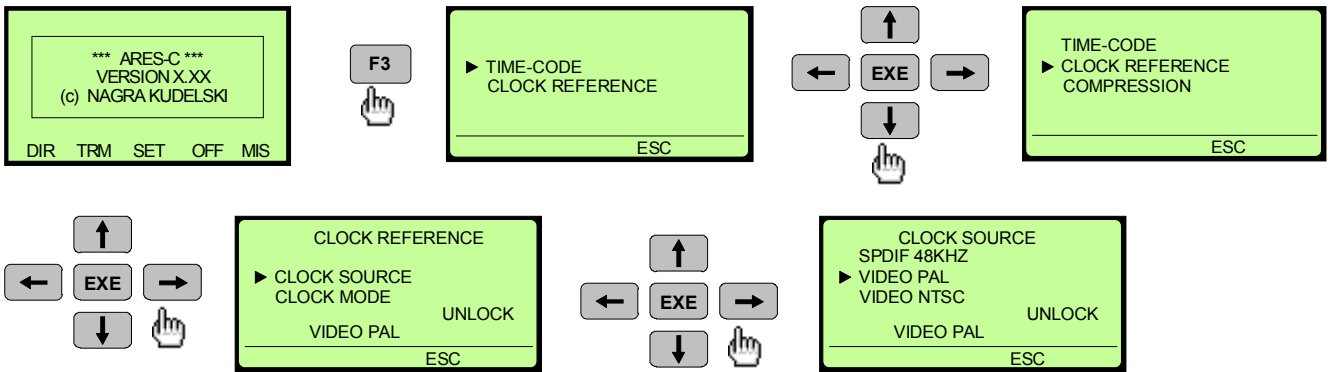 *** ARES-C ***
VERSION X.XX
(c) NAGRA KUDELSKI
DIR TRM SET OFF MIS
F3
TIME-CODE
CLOCK REFERENCE
ESC
EXE
TIME-CODE
CLOCK REFERENCE
COMPRESSION
ESC
EXE
CLOCK REFERENCE
CLOCK SOURCE
CLOCK MODE
UNLOCK
VIDEO PAL
ESC
EXE
CLOCK SOURCE
SPDIF 48KHZ
VIDEO PAL
VIDEO NTSC
UNLOCK
VIDEO PAL
ESC